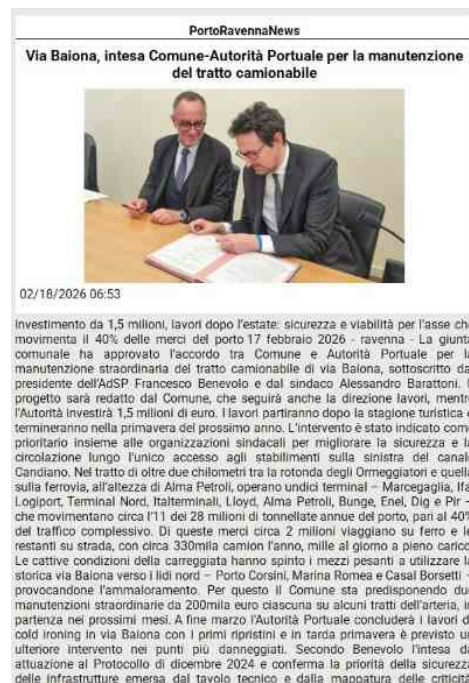 PortoRavennaNews
Via Baiona, intesa Comune-Autorità Portuale per la manutenzione
del tratto camionabile
02/18/2026 06:53
Investimento da 1,5 milioni, lavori dopo l'estate: sicurezza e viabilità per l'asse che
movimenta il 40% delle merci del porto 17 febbraio 2026 - ravenna - La giunta
comunale ha approvato l'accordo tra Comune e Autorità Portuale per la
manutenzione straordinaria del tratto camionabile di via Baiona, sottoscritto da
presidente dell'AdSP Francesco Benevolo e dal sindaco Alessandro Barattoni.
progetto sarà redatto dal Comune, che seguirà anche la direzione lavori, mentre
l'Autorità investirà 1,5 milioni di euro. I lavori partiranno dopo la stagione turistica e
termineranno nella primavera del prossimo anno. L'intervento è stato indicato come
prioritario insieme alle organizzazioni sindacali per migliorare la sicurezza e la
circolazione lungo l'unico accesso agli stabilimenti sulla sinistra del canale
Candiano. Nel tratto di oltre due chilometri tra la rotonda degli Ormeggiatori e quella
sulla ferrovia, all'altezza di Alma Petroli, operano undici terminal – Marcegaglia, Ifa,
Logiport, Terminal Nord, Italterminali, Lloyd, Alma Petroli, Bunge, Enel, Dig e Pir –
che movimentano circa l'11 dei 28 milioni di tonnellate annue del porto, pari al 40%
del traffico complessivo. Di queste merci circa 2 milioni viaggiano su ferro e le
restanti su strada, con circa 330mila camion l'anno, mille al giorno a pieno carico.
Le cattive condizioni della carreggiata hanno spinto i mezzi pesanti a utilizzare la
storica via Baiona verso i lidi nord – Porto Corsini, Marina Romea e Casal Borsetti –
provocandone l'ammaloramento. Per questo il Comune sta predisponendo due
manutenzioni straordinarie da 200mila euro ciascuna su alcuni tratti dell'arteria, in
partenza nei prossimi mesi. A fine marzo l'Autorità Portuale concluderà i lavori di
cold ironing in via Baiona con i primi ripristini e in tarda primavera è previsto un
ulteriore intervento nei punti più danneggiati. Secondo Benevolo l'intesa dà
attuazione al Protocollo di dicembre 2024 e conferma la priorità della sicurezza
delle infrastrutture emersa dal tavolo tecnico e dalla mappatura delle criticità